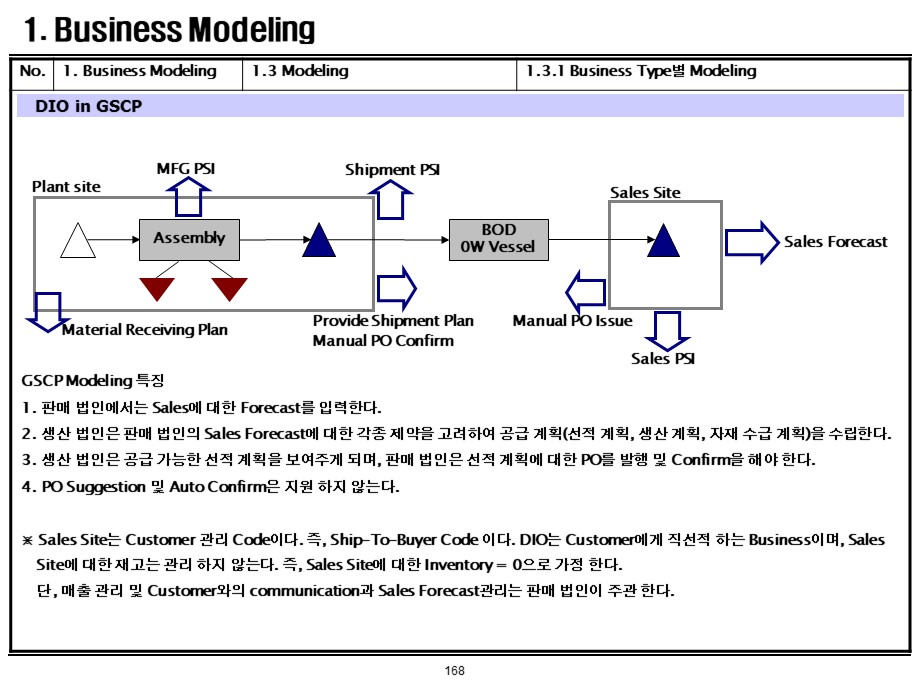 1. Business Modeling
No. 1. Business Modeling 1.3 Modeling 1.3.1 Business Type별 Modeling
DIO in GSCP
MFG PSI
Shipment PSI
Plant site
Sales Site
Assembly
BOD
0W Vessel
Sales Forecast
Material Receiving Plan
Provide Shipment Plan
Manual PO Confirm
Manual PO Issue
Sales PSI
GSCP Modeling 특징
1. 판매 법인에서는 Sales에 대한 Forecast를 입력한다.
2. 생산 법인은 판매 법인의 Sales Forecast에 대한 각종 제약을 고려하여 공급 계획(선적 계획, 생산 계획, 자재 수급 계획)을 수립한다.
3. 생산 법인은 공급 가능한 선적 계획을 보여주게 되며, 판매 법인은 선적 계획에 대한 PO를 발행 및 Confirm을 해야 한다.
4. PO Suggestion 및 Auto Confirm은 지원 하지 않는다.
※ Sales Site는 Customer 관리 Code이다. 즉, Ship-To-Buyer Code 이다. DIO는 Customer에게 직선적 하는 Business이며, Sales
Site에 대한 재고는 관리 하지 않는다. 즉, Sales Site에 대한 Inventory = 0으로 가정 한다.
단, 매출 관리 및 Customer와의 communication과 Sales Forecast관리는 판매 법인이 주관 한다.
168